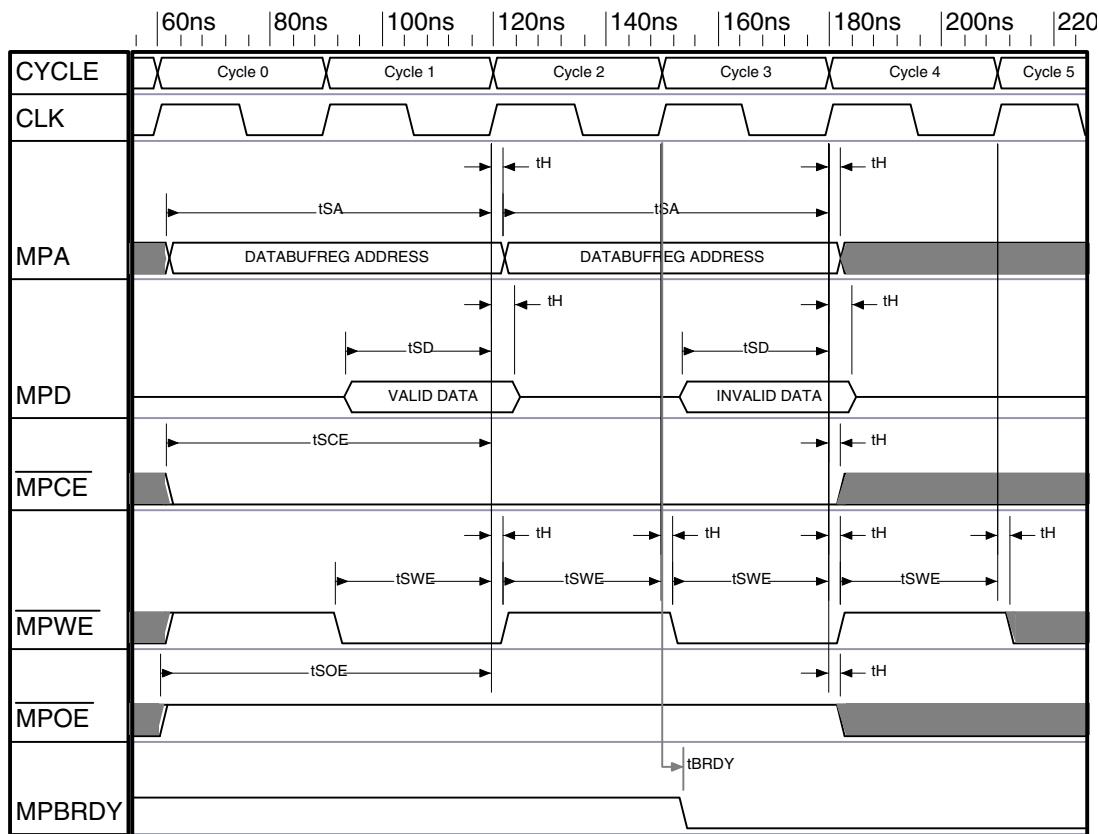 60ns 80ns 100ns 120ns 140ns 160ns 180ns 200ns 220
CYCLE Cycle 0 Cycle 1 Cycle 2 Cycle 3 Cycle 4 Cycle 5
CLK
tH tH
tSA tSA
MPA DATABUFREG ADDRESS DATABUFREG ADDRESS
tH tH
tSD tSD
MPD VALID DATA INVALID DATA
tSCE tH
MPCE
tH tH tH tH
tSWE tSWE tSWE tSWE
MPWE
tSOE tH
MPOE
tBRDY
MPBRDY